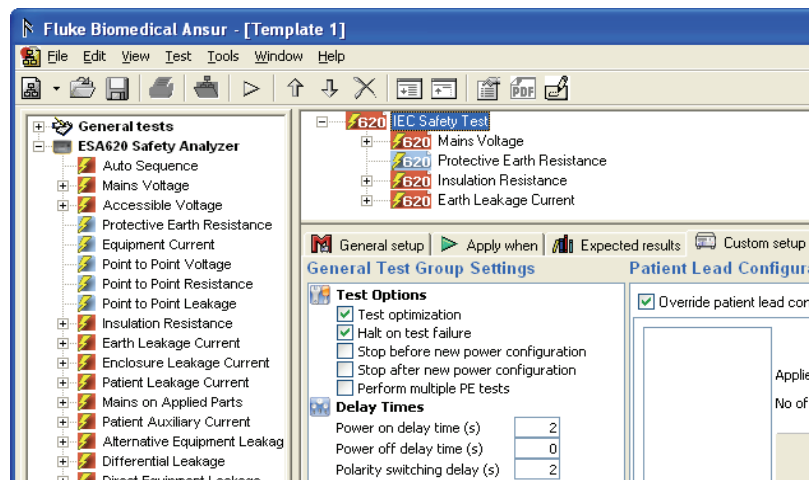 Fluke Biomedical Ansur - [Template 1]
File Edit View Test Tools Window Help
PDF
General tests
ESA620 Safety Analyzer
Auto Sequence
Mains Voltage
Accessible Voltage
Protective Earth Resistance
Equipment Current
Point to Point Voltage
Point to Point Resistance
Point to Point Leakage
Insulation Resistance
Earth Leakage Current
Enclosure Leakage Current
Patient Leakage Current
Mains on Applied Parts
Patient Auxiliary Current
Alternative Equipment Leakag
Differential Leakage
Direct Equipment Leakage
620 IEC Safety Test
620 Mains Voltage
620 Protective Earth Resistance
620 Insulation Resistance
620 Earth Leakage Current
General setup Apply when Expected results Custom setup
General Test Group Settings
Test Options
Test optimization
Halt on test failure
Stop before new power configuration
Stop after new power configuration
Perform multiple PE tests
Delay Times
Power on delay time (s) 2
Power off delay time (s) 0
Polarity switching delay (s) 2
Patient Lead Configura
Override patient lead con
Applie
No of